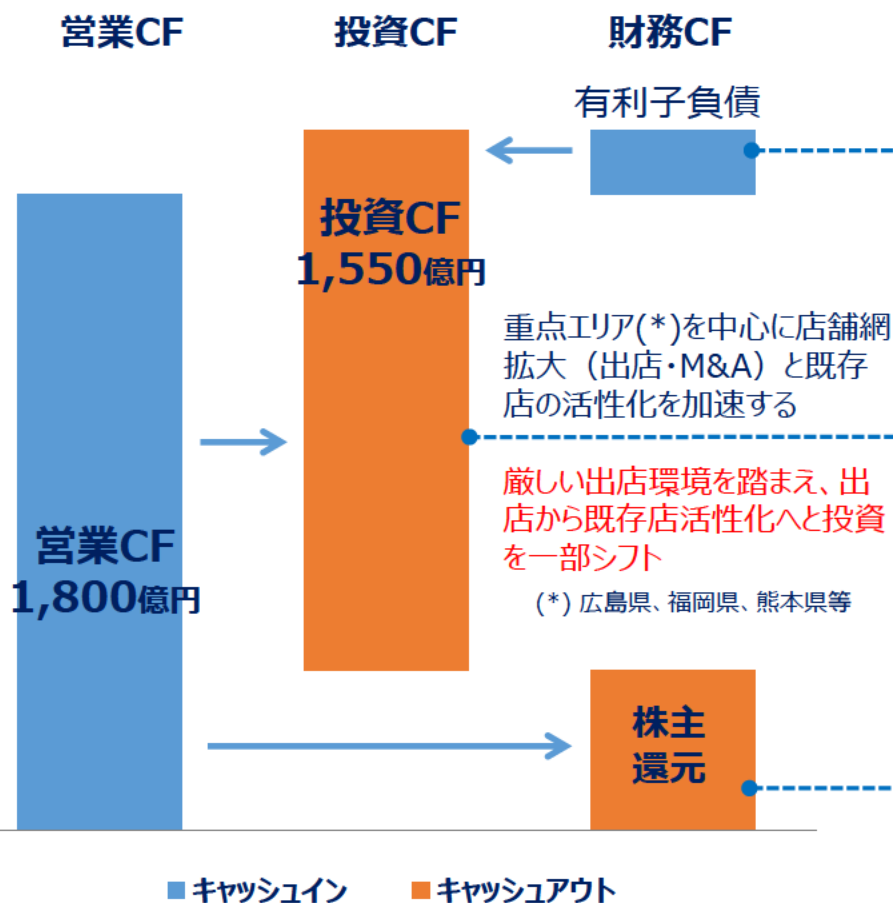 営業CF
投資CF
財務CF
有利子負債
投資CF
1,550億円
重点エリア(*)を中心に店舗網
拡大（出店・M&A）と既存
店の活性化を加速する
厳しい出店環境を踏まえ、出
店から既存店活性化へと投資
を一部シフト
(*) 広島県、福岡県、熊本県等
営業CF
1,800億円
株主
還元
キャッシュイン
キャッシュアウト